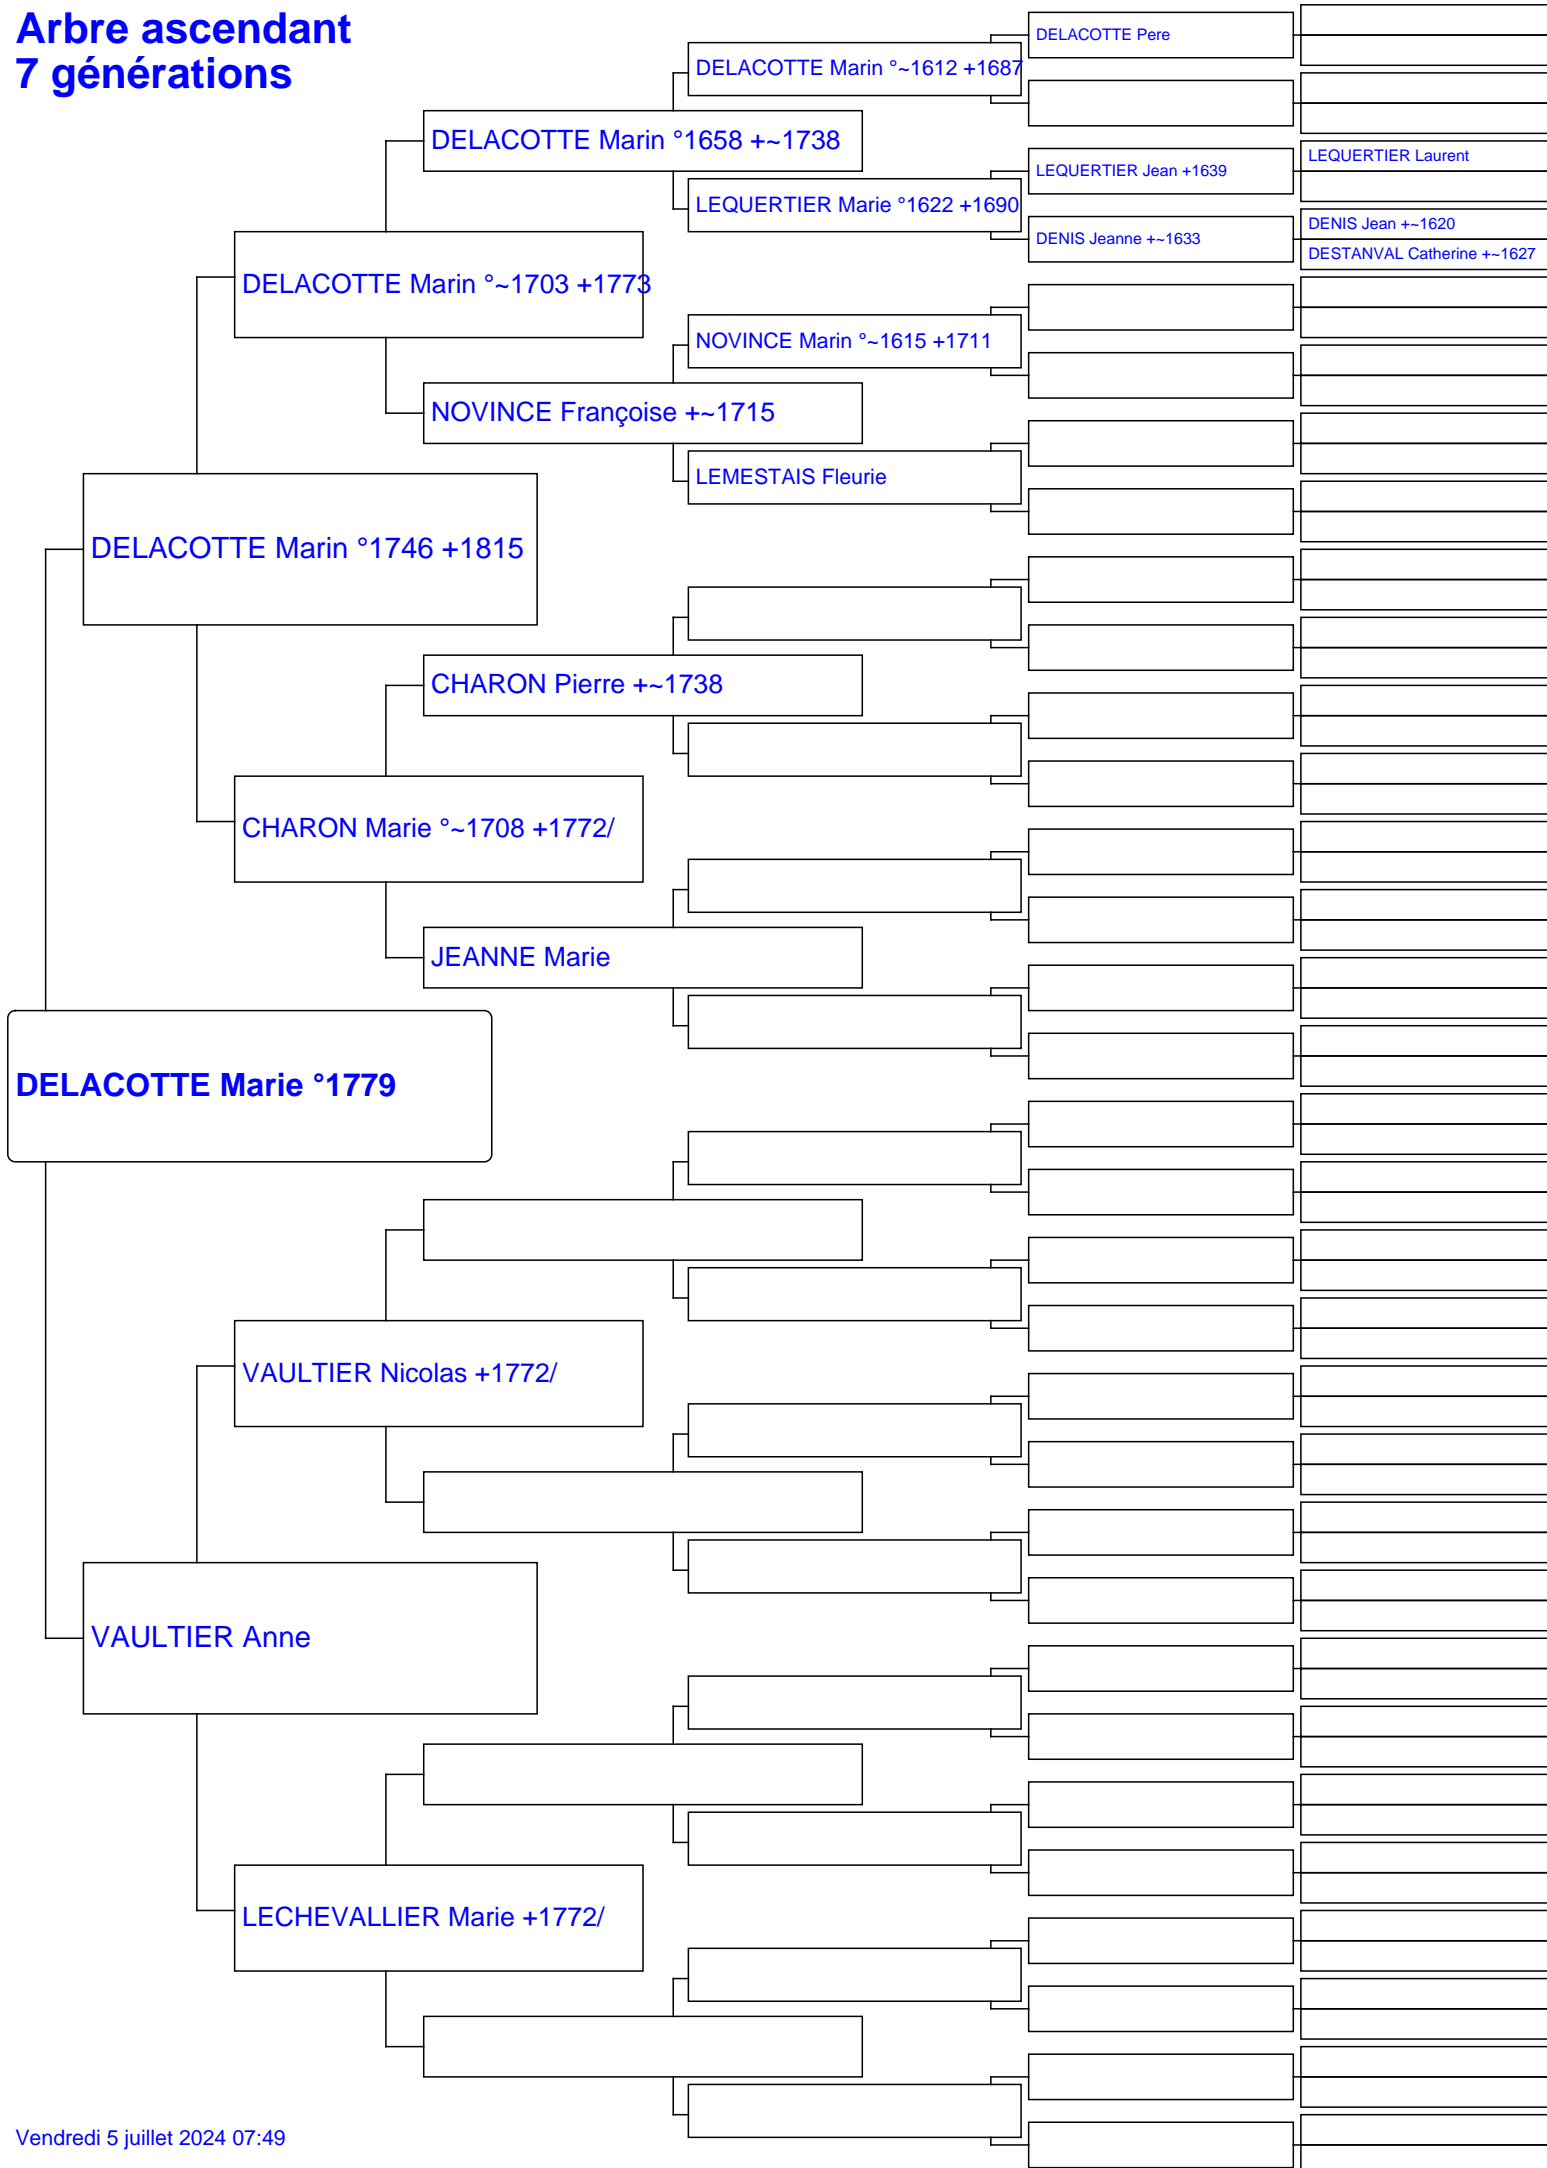 Arbre ascendant
7 générations
DELACOTTE Pere
DELACOTTE Marin °~1612 +1687
DELACOTTE Marin °1658 +~1738
LEQUERTIER Laurent
LEQUERTIER Jean +1639
LEQUERTIER Marie °1622 +1690
DENIS Jean +~1620
DENIS Jeanne +~1633
DESTANVAL Catherine +~1627
DELACOTTE Marin °~1703 +1773
NOVINCE Marin °~1615 +1711
NOVINCE Françoise +~1715
LEMESTAIS Fleurie
DELACOTTE Marin °1746 +1815
CHARON Pierre +~1738
CHARON Marie °~1708 +1772/
JEANNE Marie
DELACOTTE Marie °1779
VAULTIER Nicolas +1772/
VAULTIER Anne
LECHEVALLIER Marie +1772/
Vendredi 5 juillet 2024 07:49